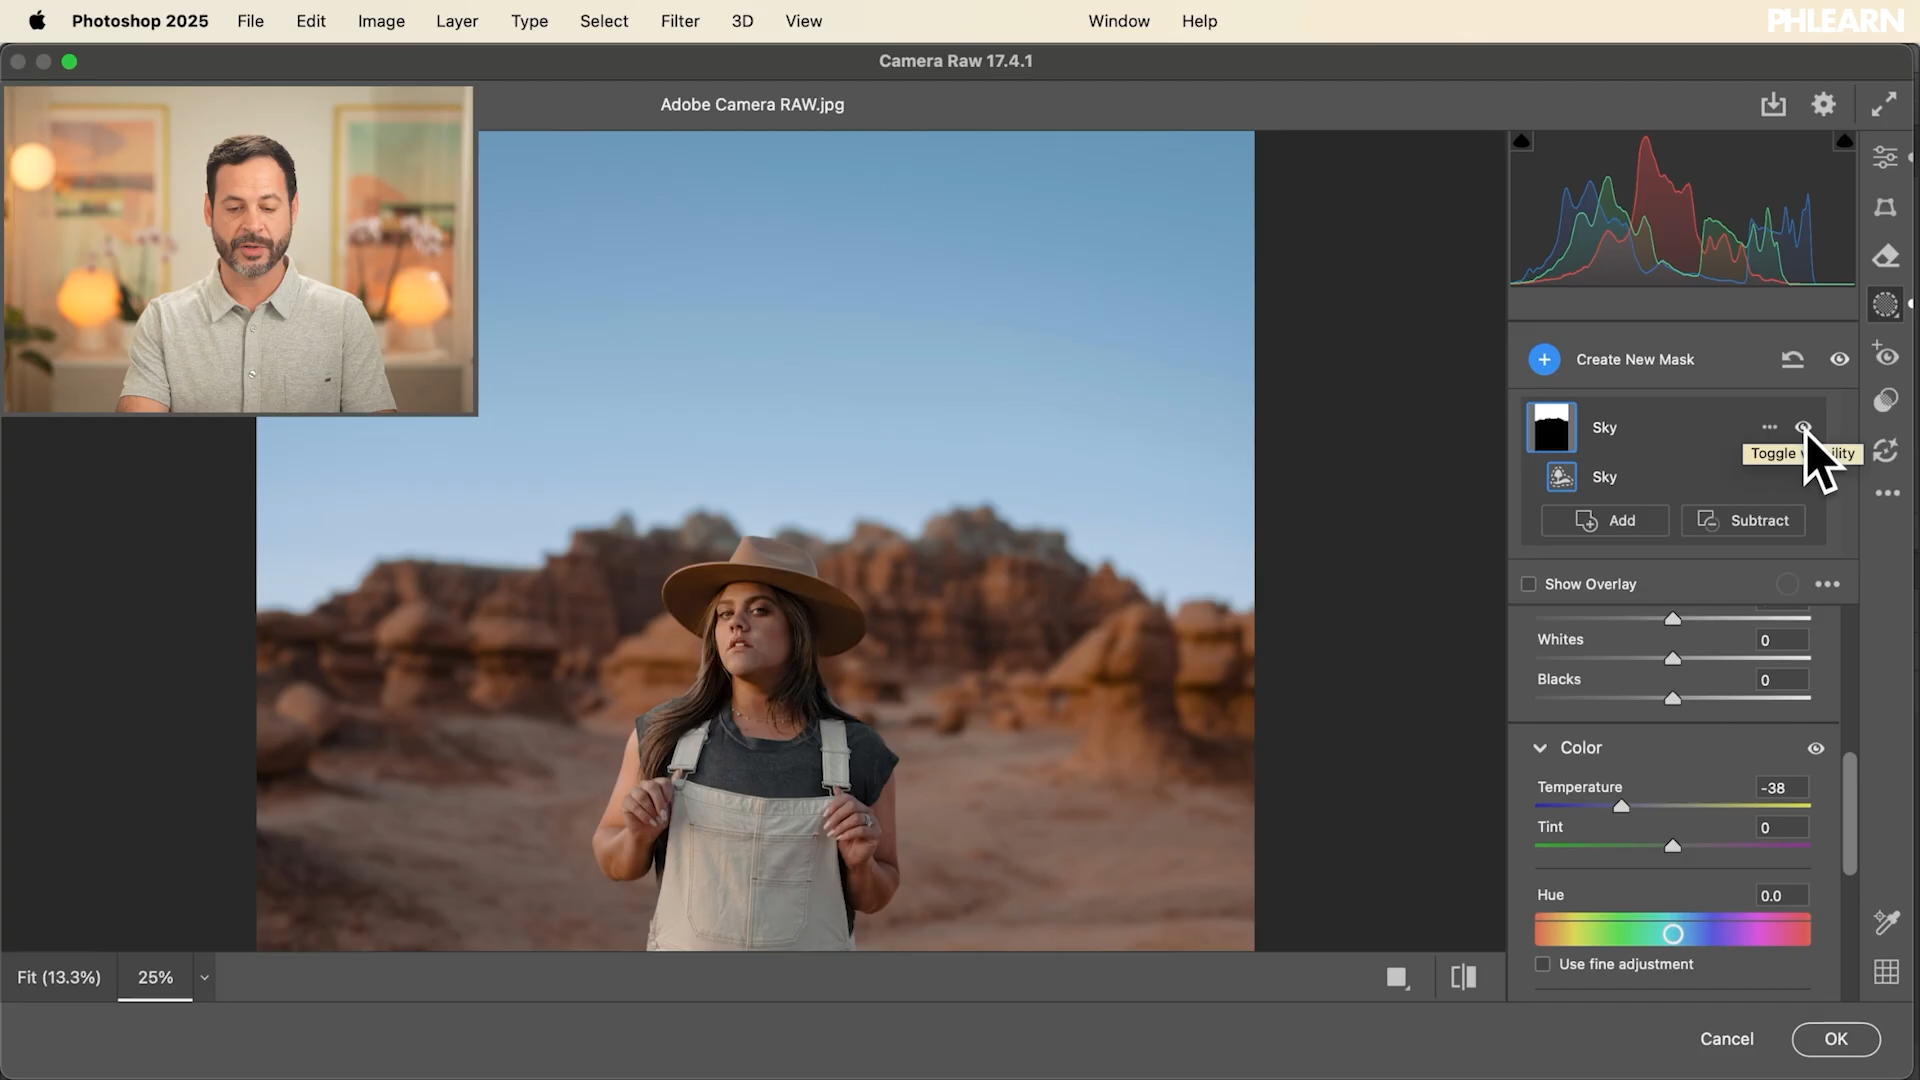 Photoshop 2025 File Edit Image Layer Type Select Filter 3D View Window Help
PHLEARN
Camera Raw 17.4.1
Adobe Camera RAW.jpg
Create New Mask
Sky
Sky
Add Subtract
Show Overlay
Whites 0
Blacks 0
Color
Temperature -38
Tint 0
Hue 0.0
Use fine adjustment
Fit (13.3%) 25%
Cancel OK